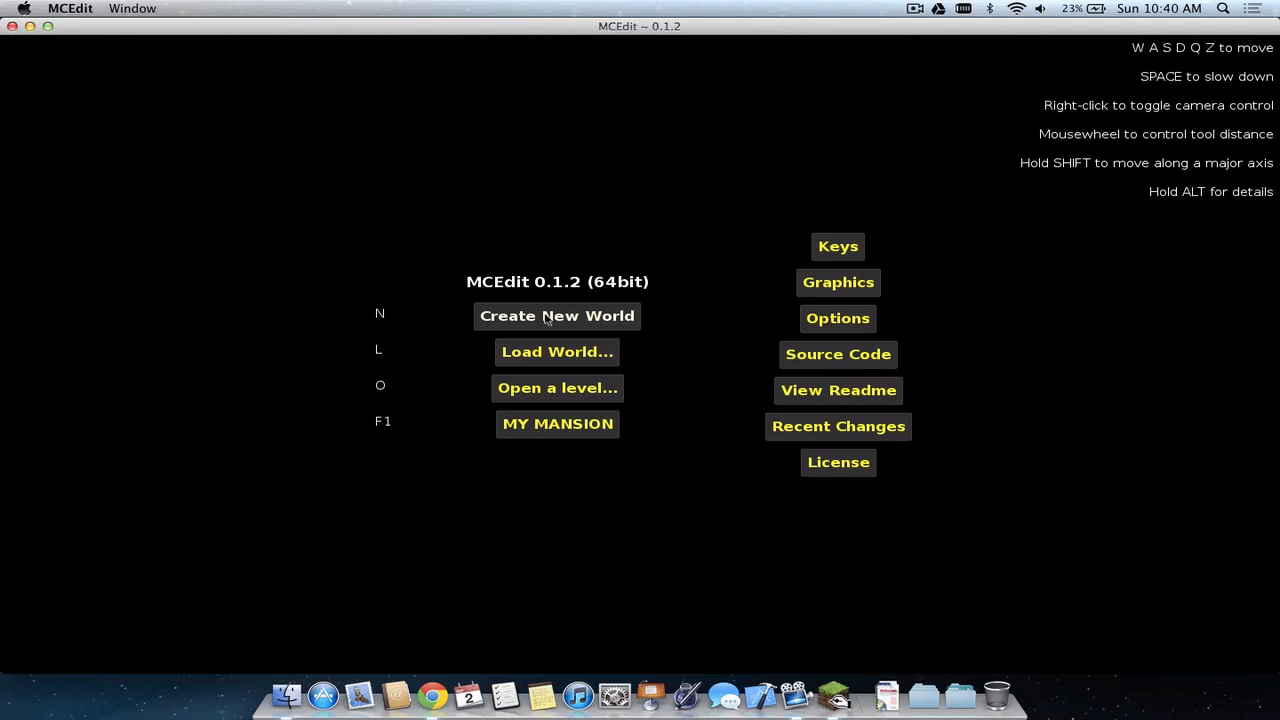 MCEdit Window 23% Sun 10:40 AM
MCEdit ~ 0.1.2
W A S D Q Z to move
SPACE to slow down
Right-click to toggle camera control
Mousewheel to control tool distance
Hold SHIFT to move along a major axis
Hold ALT for details
MCEdit 0.1.2 (64bit)
N Create New World
L Load World...
O Open a level...
F1 MY MANSION
Keys
Graphics
Options
Source Code
View Readme
Recent Changes
License
2